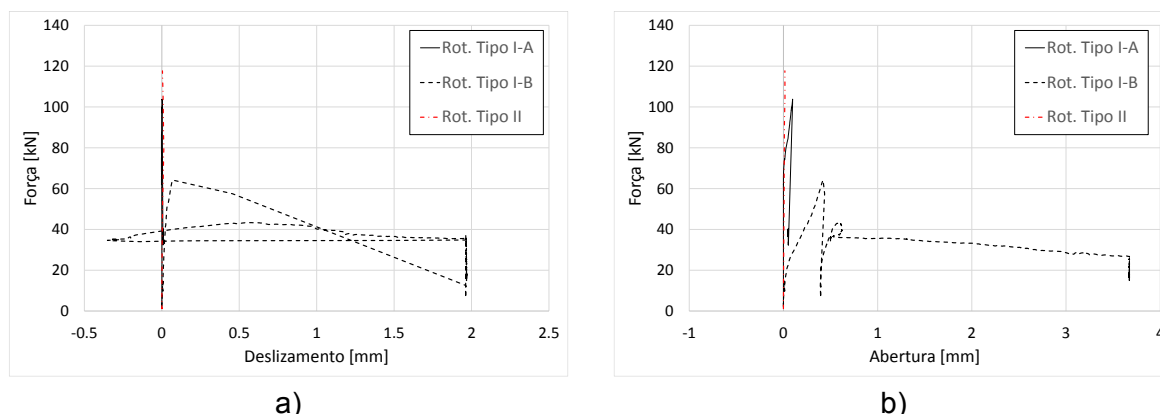 140
120
100
80
60
40
20
0
Força [kN]
-0.5 0 0.5 1 1.5 2 2.5
Deslizamento [mm]
Rot. Tipo I-A
Rot. Tipo I-B
Rot. Tipo II
a)
140
120
100
80
60
40
20
0
Força [kN]
-1 0 1 2 3 4
Abertura [mm]
Rot. Tipo I-A
Rot. Tipo I-B
Rot. Tipo II
b)